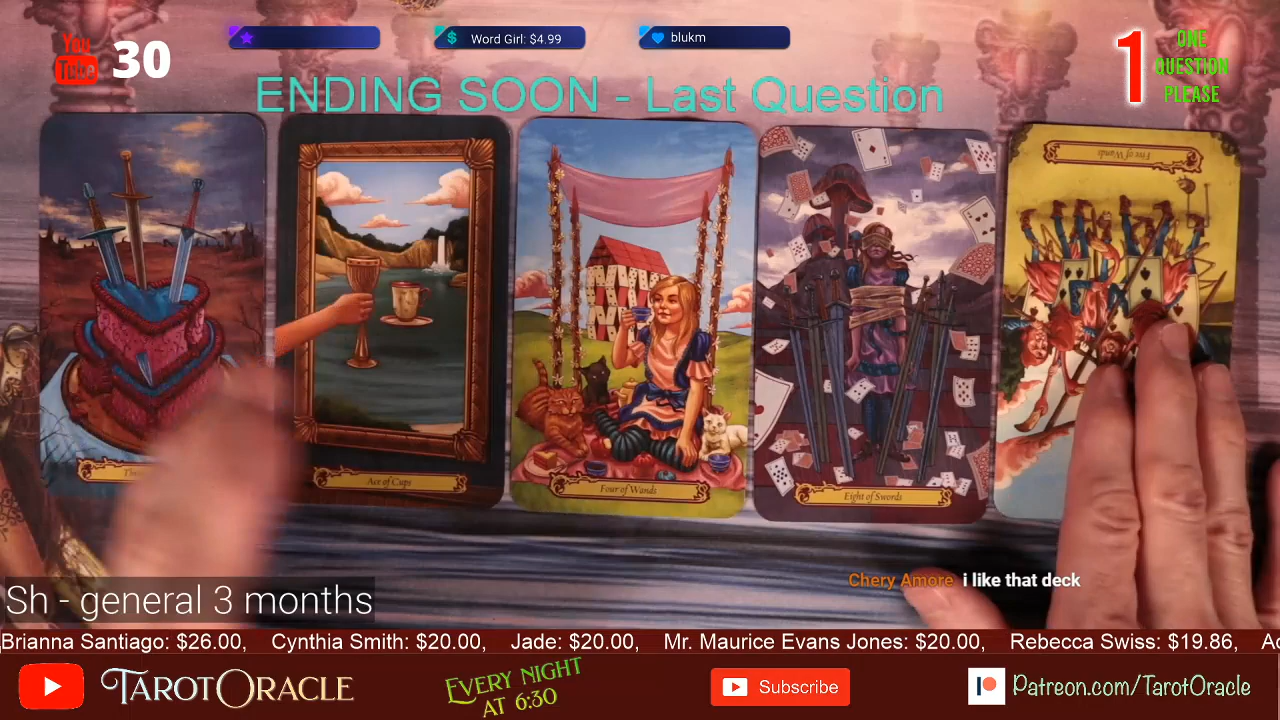 You
Tube
30
Word Girl: $4.99
blukm
ENDING SOON - Last Question
1
ONE
QUESTION
PLEASE
Ace of Cups
Four of Wands
Eight of Swords
Five of Wands
Chery Amore i like that deck
Sh - general 3 months
Brianna Santiago: $26.00, Cynthia Smith: $20.00, Jade: $20.00, Mr. Maurice Evans Jones: $20.00, Rebecca Swiss: $19.86,
TAROTORACLE
EVERY NIGHT
AT 6:30
Subscribe
Patreon.com/TarotOracle